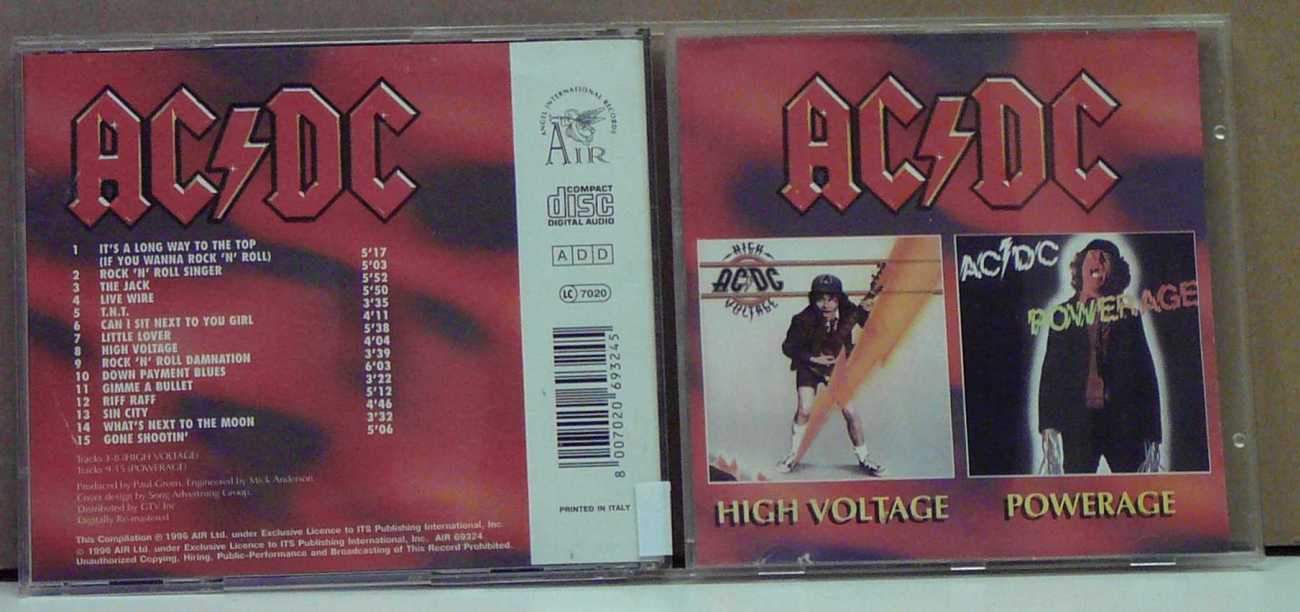 AC/DC
1 IT'S A LONG WAY TO THE TOP
(IF YOU WANNA ROCK 'N' ROLL) 5'17
2 ROCK 'N' ROLL SINGER 5'03
3 THE JACK 5'52
4 LIVE WIRE 5'50
5 T.N.T. 3'35
6 CAN I SIT NEXT TO YOU GIRL 4'11
7 LITTLE LOVER 5'38
8 HIGH VOLTAGE 4'04
9 ROCK 'N' ROLL DAMNATION 3'39
10 DOWN PAYMENT BLUES 6'03
11 GIMME A BULLET 3'22
12 RIFF RAFF 5'12
13 SIN CITY 4'46
14 WHAT'S NEXT TO THE MOON 3'32
15 GONE SHOOTIN' 5'06
Tracks 1-8 (HIGH VOLTAGE)
Tracks 9-15 (POWERAGE)
Produced by Paul Groen. Engineered by Mick Anderson.
Cover design by Song Advertising Group.
Distributed by GTV Inc
Digitally Re-mastered
This Compilation ℗ 1996 AIR Ltd. under Exclusive Licence to ITS Publishing International, Inc
© 1996 AIR Ltd. under Exclusive Licence to ITS Publishing International, Inc. AIR 69324
Unauthorized Copying, Hiring, Public-Performance and Broadcasting of This Record Prohibited.
ANGEL INTERNATIONAL RECORDS
AIR
COMPACT
disc
DIGITAL AUDIO
ADD
LC 7020
8 007020 693245
PRINTED IN ITALY
AC/DC
HIGH
AC/DC
VOLTAGE
AC/DC
POWERAGE
HIGH VOLTAGE
POWERAGE